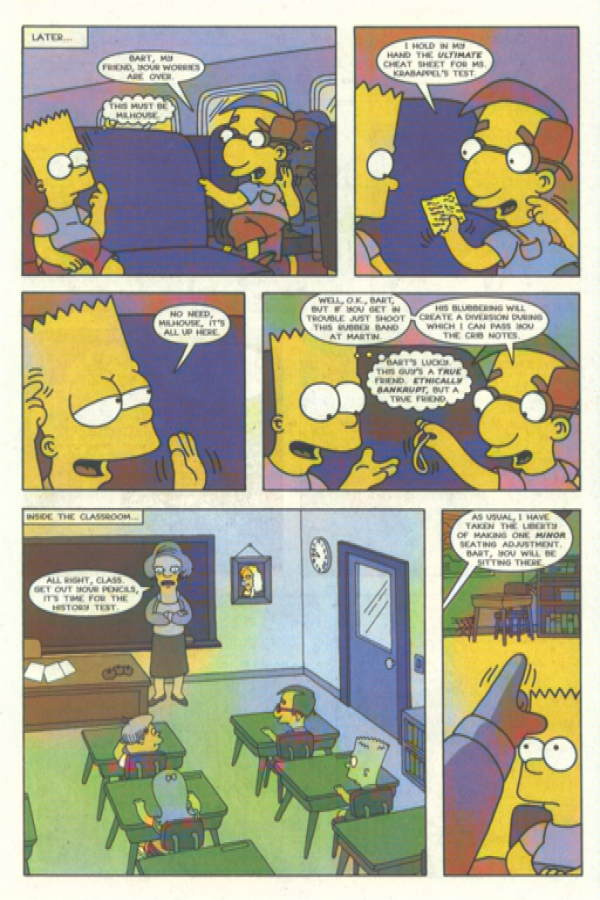 LATER...
BART, MY
FRIEND, YOUR WORRIES
ARE OVER.
THIS MUST BE
MILHOUSE.
I HOLD IN MY
HAND THE ULTIMATE
CHEAT SHEET FOR MS.
KRABAPPEL'S TEST.
NO NEED,
MILHOUSE, IT'S
ALL UP HERE.
WELL, O.K., BART,
BUT IF YOU GET IN
TROUBLE JUST SHOOT
THIS RUBBER BAND
AT MARTIN.
HIS BLUBBERING WILL
CREATE A DIVERSION DURING
WHICH I CAN PASS YOU
THE CRIB NOTES.
BART'S LUCKY.
THIS GUY'S A TRUE
FRIEND. ETHICALLY
BANKRUPT, BUT A
TRUE FRIEND.
INSIDE THE CLASSROOM...
ALL RIGHT, CLASS.
GET OUT YOUR PENCILS,
IT'S TIME FOR THE
HISTORY TEST.
AS USUAL, I HAVE
TAKEN THE LIBERTY
OF MAKING ONE MINOR
SEATING ADJUSTMENT.
BART, YOU WILL BE
SITTING THERE.